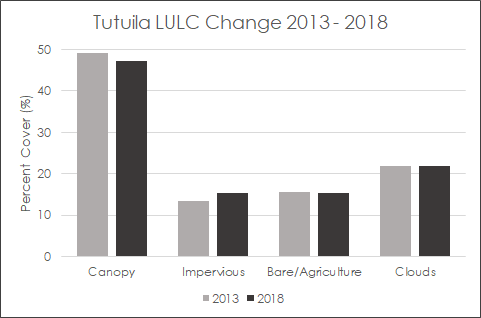 Tutuila LULC Change 2013 - 2018
Percent Cover (%)
50
40
30
20
10
0
Canopy Impervious Bare/Agriculture Clouds
2013 2018